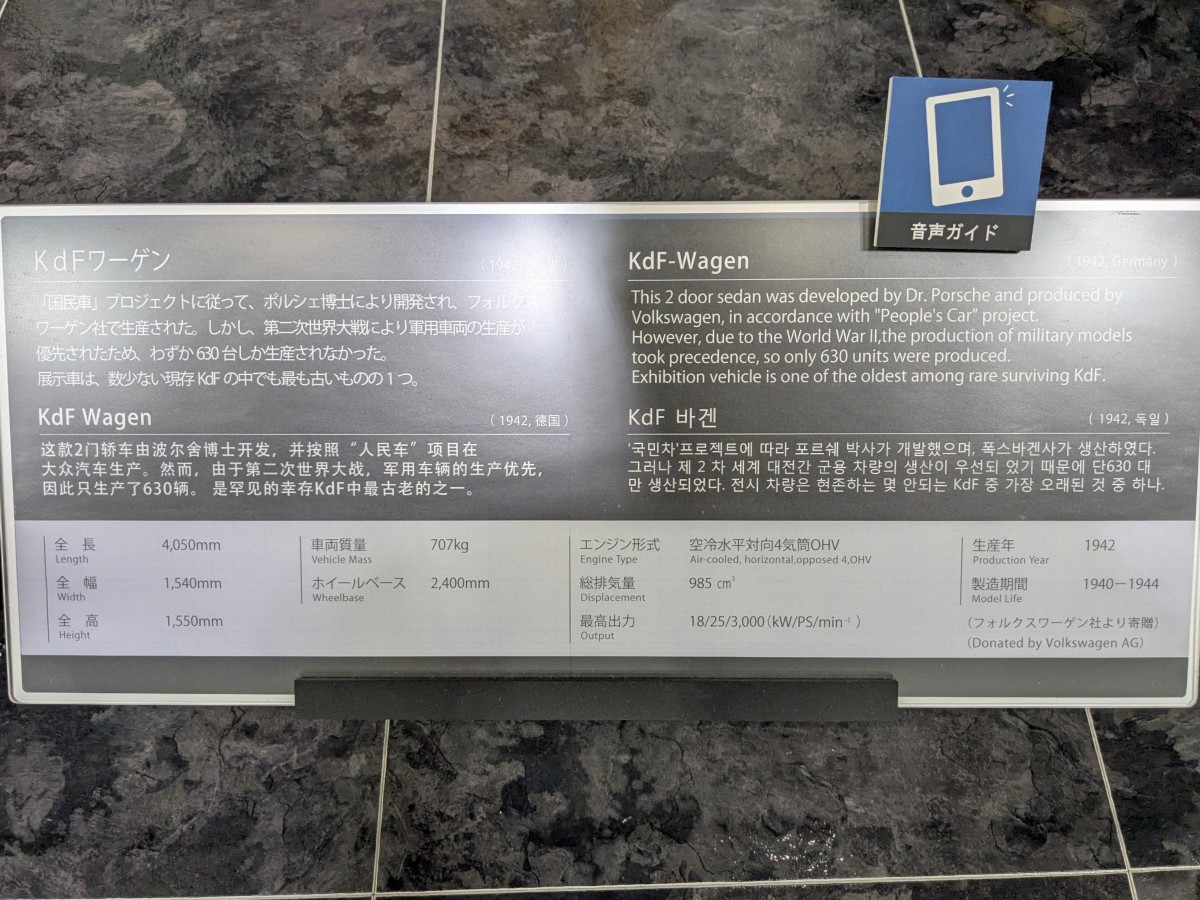 音声ガイド
KdFワーゲン
「国民車」プロジェクトに従って、ポルシェ博士により開発され、フォルクス
ワーゲン社で生産された。しかし、第二次世界大戦により軍用車両の生産が
優先されたため、わずか 630 台しか生産されなかった。
展示車は、数少ない現存 KdF の中でも最も古いものの 1 つ。
KdF-Wagen ( 1942, Germany )
This 2 door sedan was developed by Dr. Porsche and produced by
Volkswagen, in accordance with "People's Car" project.
However, due to the World War II,the production of military models
took precedence, so only 630 units were produced.
Exhibition vehicle is one of the oldest among rare surviving KdF.
KdF Wagen ( 1942, 德国 )
这款2门轿车由波尔舍博士开发，并按照“人民车”项目在
大众汽车生产。然而，由于第二次世界大战，军用车辆的生产优先，
因此只生产了630辆。 是罕见的幸存KdF中最古老的之一。
KdF 바겐 ( 1942, 독일 )
'국민차'프로젝트에 따라 포르쉐 박사가 개발했으며, 폭스바겐사가 생산하였다.
그러나 제 2 차 세계 대전간 군용 차량의 생산이 우선되 었기 때문에 단630 대
만 생산되었다. 전시 차량은 현존하는 몇 안되는 KdF 중 가장 오래된 것 중 하나.
全 長 4,050mm
Length
全 幅 1,540mm
Width
全 高 1,550mm
Height
車両質量 707kg
Vehicle Mass
ホイールベース 2,400mm
Wheelbase
エンジン形式 空冷水平対向4気筒OHV
Engine Type Air-cooled, horizontal,opposed 4,OHV
総排気量 985 cm³
Displacement
最高出力 18/25/3,000(kW/PS/min⁻¹ )
Output
生産年 1942
Production Year
製造期間 1940－1944
Model Life
(フォルクスワーゲン社より寄贈)
(Donated by Volkswagen AG)